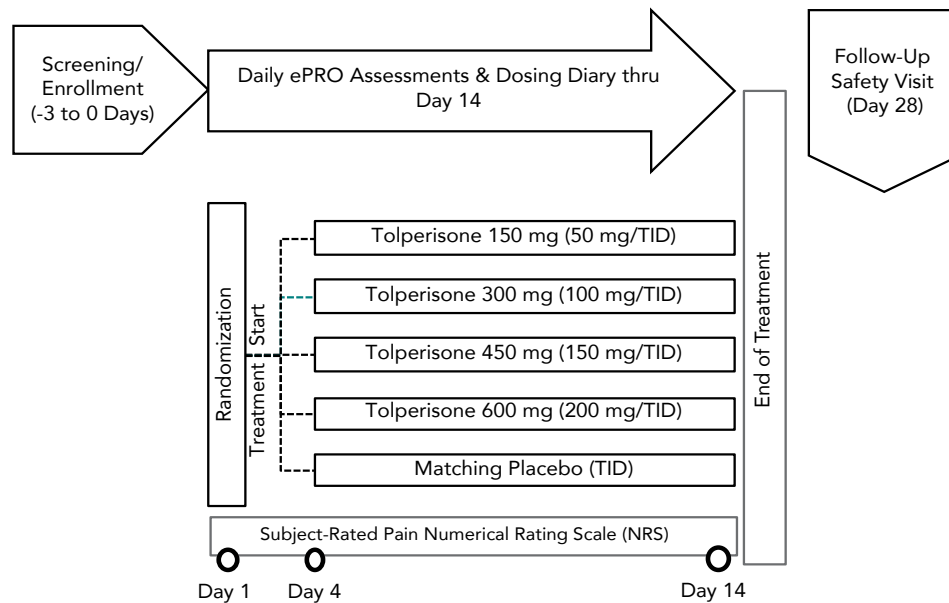 Screening/
Enrollment
(-3 to 0 Days)
Daily ePRO Assessments & Dosing Diary thru
Day 14
Follow-Up
Safety Visit
(Day 28)
Randomization
Treatment Start
Tolperisone 150 mg (50 mg/TID)
Tolperisone 300 mg (100 mg/TID)
Tolperisone 450 mg (150 mg/TID)
Tolperisone 600 mg (200 mg/TID)
Matching Placebo (TID)
End of Treatment
Subject-Rated Pain Numerical Rating Scale (NRS)
Day 1
Day 4
Day 14